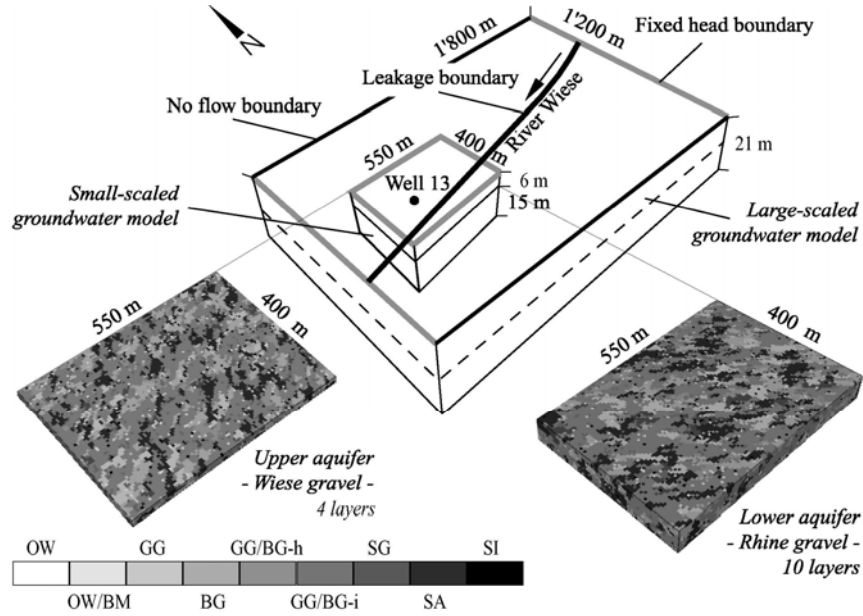 N
1'800 m
1'200 m
Fixed head boundary
Leakage boundary
No flow boundary
River Wiese
21 m
550 m
400 m
Well 13
6 m
15 m
Small-scaled
groundwater model
Large-scaled
groundwater model
550 m
400 m
550 m
400 m
Upper aquifer
- Wiese gravel -
4 layers
Lower aquifer
- Rhine gravel -
10 layers
OW GG GG/BG-h SG SI
OW/BM BG GG/BG-i SA